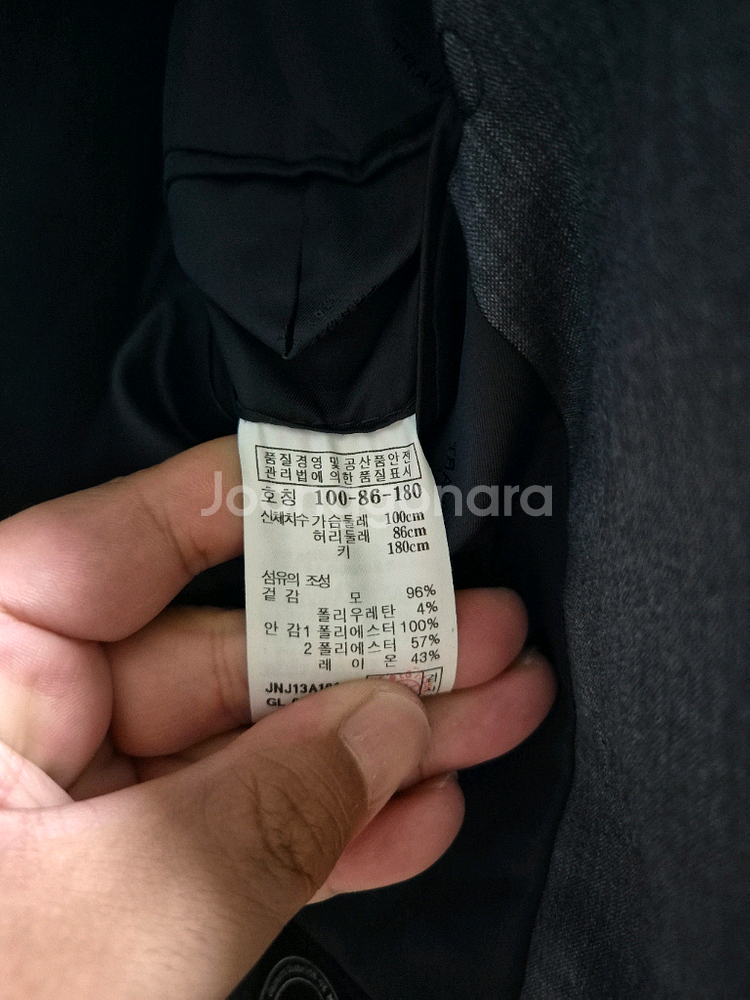 품질경영 및 공산품안전
관리법에 의한 품질표시
호칭 100-86-180
신체치수 가슴둘레 100cm
허리둘레 86cm
키 180cm
섬유의 조성
겉감 모 96%
폴리우레탄 4%
안감1 폴리에스터 100%
2 폴리에스터 57%
레이온 43%
JNJ13A1
GL
Joongonara